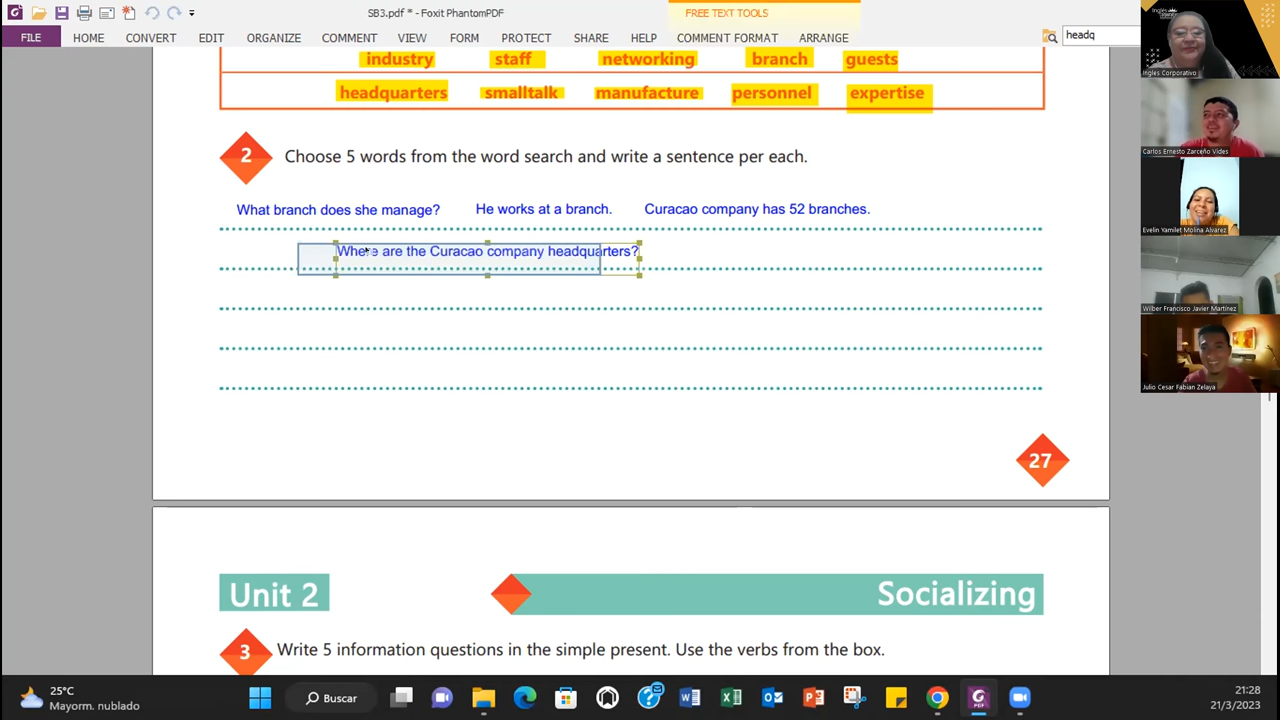 SB3.pdf * - Foxit PhantomPDF
FREE TEXT TOOLS
FILE HOME CONVERT EDIT ORGANIZE COMMENT VIEW FORM PROTECT SHARE HELP COMMENT FORMAT ARRANGE
headq
industry staff networking branch guests
headquarters smalltalk manufacture personnel expertise
2 Choose 5 words from the word search and write a sentence per each.
What branch does she manage? He works at a branch. Curacao company has 52 branches.
Where are the Curacao company headquarters?
27
Unit 2 Socializing
3 Write 5 information questions in the simple present. Use the verbs from the box.
Ingles Corporativo
Carlos Ernesto Zarceño Vides
Evelin Yamilet Molina Alvarez
Wilber Francisco Javier Martínez
Julio Cesar Fabian Zelaya
25°C
Mayorm. nublado
Buscar
21:28
21/3/2023